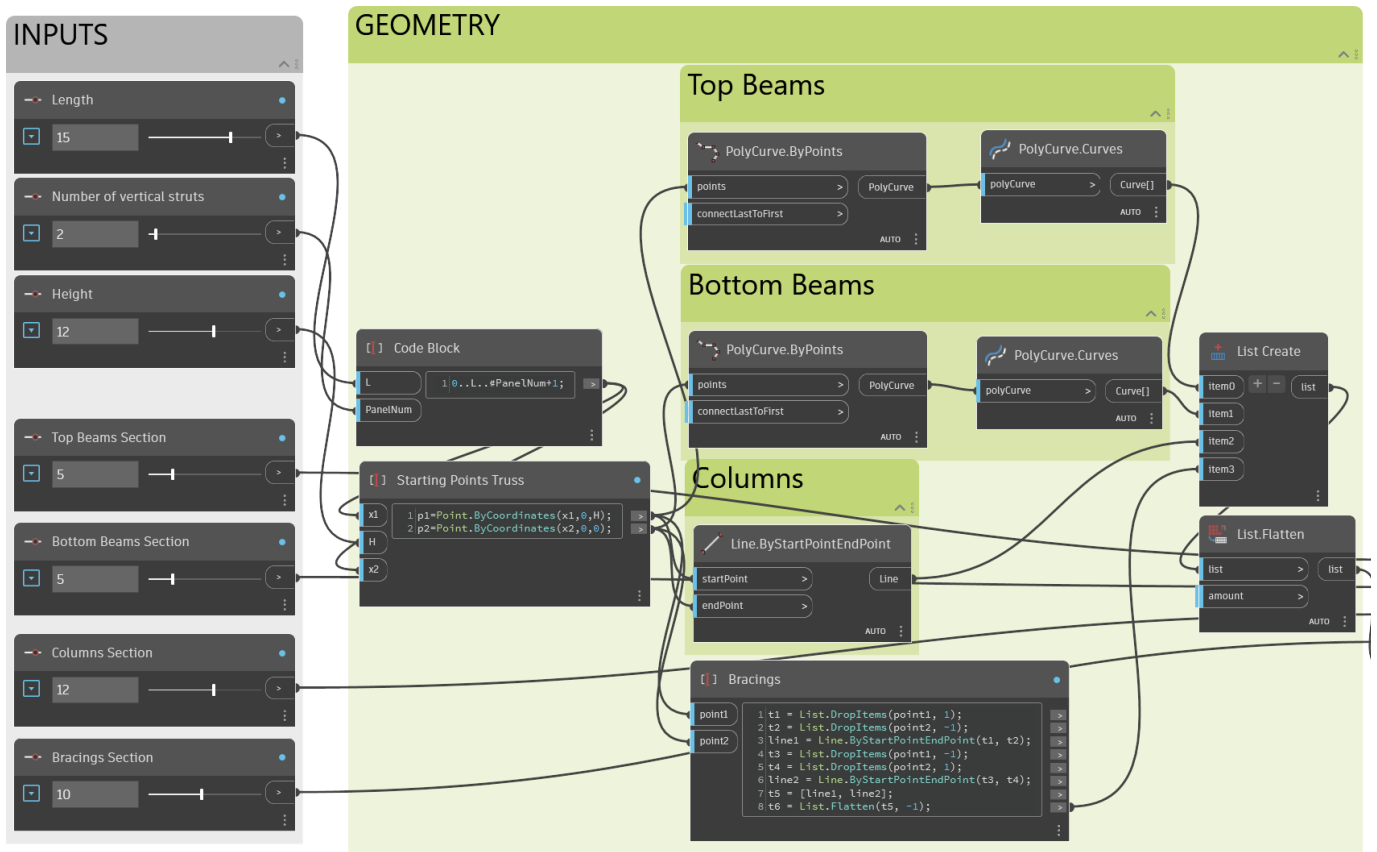 INPUTS
Length
15
>
Number of vertical struts
2
>
Height
12
>
Top Beams Section
5
>
Bottom Beams Section
5
>
Columns Section
12
>
Bracings Section
10
>
GEOMETRY
Code Block
L
PanelNum
1 0..L..#PanelNum+1;
>
Starting Points Truss
x1
H
x2
1 p1=Point.ByCoordinates(x1,0,H);
2 p2=Point.ByCoordinates(x2,0,0);
>
>
Top Beams
PolyCurve.ByPoints
points >
PolyCurve
connectLastToFirst >
AUTO
PolyCurve.Curves
polyCurve >
Curve[]
AUTO
Bottom Beams
PolyCurve.ByPoints
points >
PolyCurve
connectLastToFirst >
AUTO
PolyCurve.Curves
polyCurve >
Curve[]
AUTO
Columns
Line.ByStartPointEndPoint
startPoint >
Line
endPoint >
AUTO
Bracings
point1
point2
1 t1 = List.DropItems(point1, 1);
2 t2 = List.DropItems(point2, -1);
3 line1 = Line.ByStartPointEndPoint(t1, t2);
4 t3 = List.DropItems(point1, -1);
5 t4 = List.DropItems(point2, 1);
6 line2 = Line.ByStartPointEndPoint(t3, t4);
7 t5 = [line1, line2];
8 t6 = List.Flatten(t5, -1);
>
>
>
>
>
>
>
>
List Create
item0 + - list
item1
item2
item3
List.Flatten
list >
list
amount >
AUTO